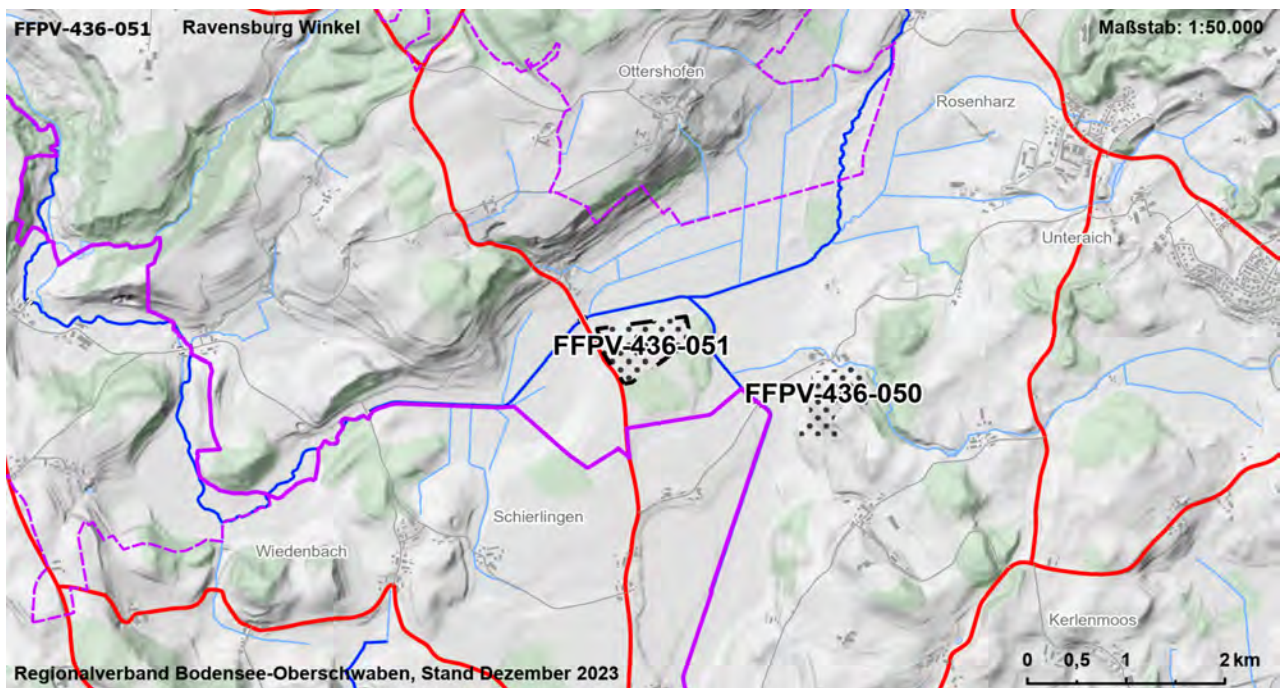 FFPV-436-051 Ravensburg Winkel Maßstab: 1:50.000
Ottershofen
Rosenharz
Unteraich
FFPV-436-051
FFPV-436-050
Schierlingen
Wiedenbach
Kerlenmoos
0 0,5 1 2 km
Regionalverband Bodensee-Oberschwaben, Stand Dezember 2023